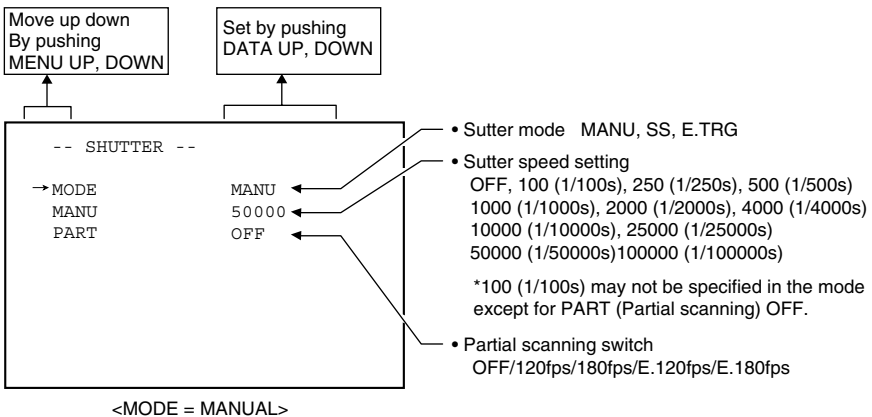 Move up down
By pushing
MENU UP, DOWN
Set by pushing
DATA UP, DOWN
-- SHUTTER --
→MODE MANU
MANU 50000
PART OFF
• Sutter mode MANU, SS, E.TRG
• Sutter speed setting
OFF, 100 (1/100s), 250 (1/250s), 500 (1/500s)
1000 (1/1000s), 2000 (1/2000s), 4000 (1/4000s)
10000 (1/10000s), 25000 (1/25000s)
50000 (1/50000s)100000 (1/100000s)
*100 (1/100s) may not be specified in the mode
except for PART (Partial scanning) OFF.
• Partial scanning switch
OFF/120fps/180fps/E.120fps/E.180fps
<MODE = MANUAL>